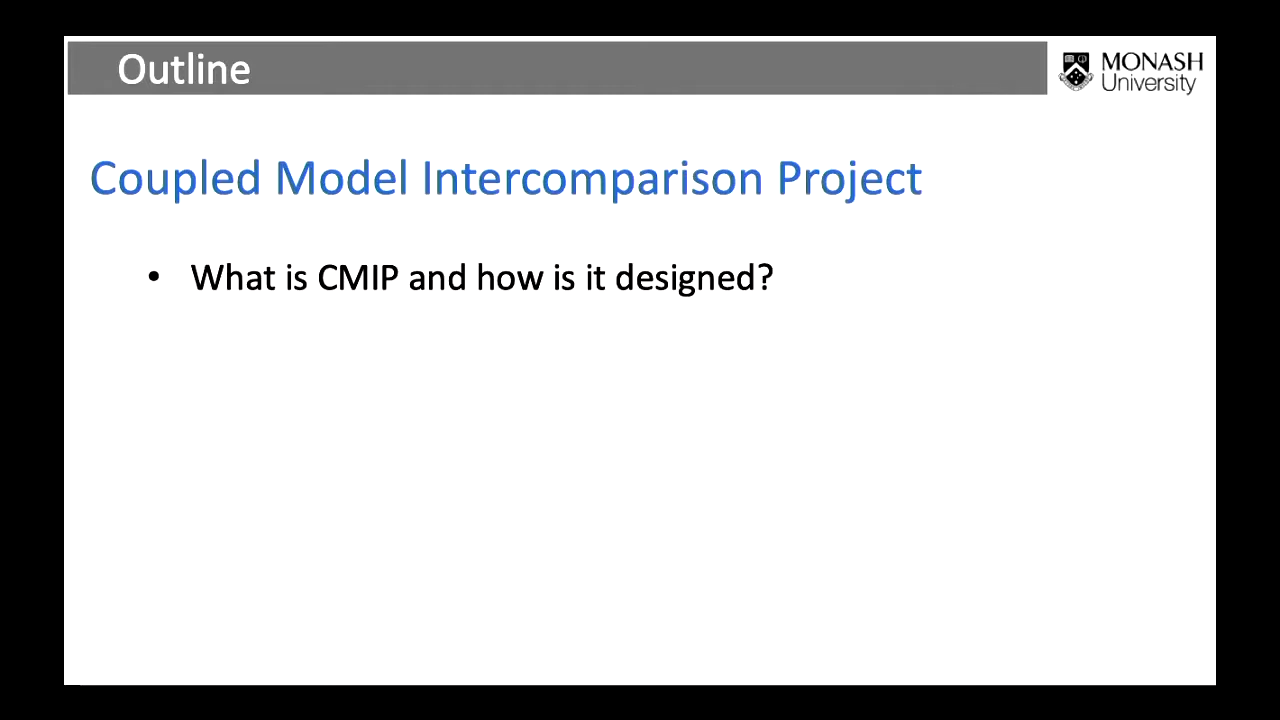 Outline
MONASH
University
Coupled Model Intercomparison Project
• What is CMIP and how is it designed?